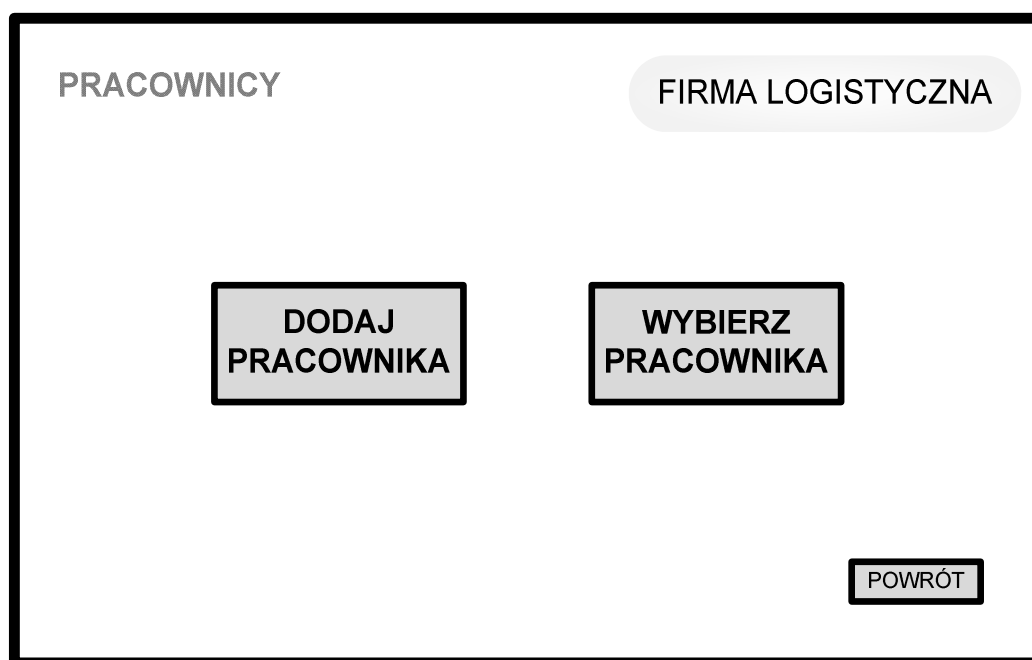 PRACOWNICY
FIRMA LOGISTYCZNA
DODAJ
PRACOWNIKA
WYBIERZ
PRACOWNIKA
POWRÓT